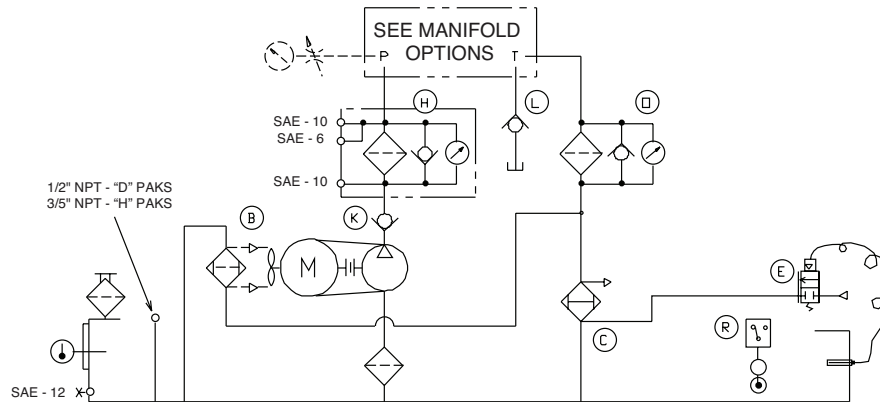 SEE MANIFOLD
OPTIONS
P
T
H
L
D
SAE - 10
SAE - 6
SAE - 10
1/2" NPT - “D” PAKS
3/5" NPT - “H” PAKS
B
K
M
E
R
C
SAE - 12